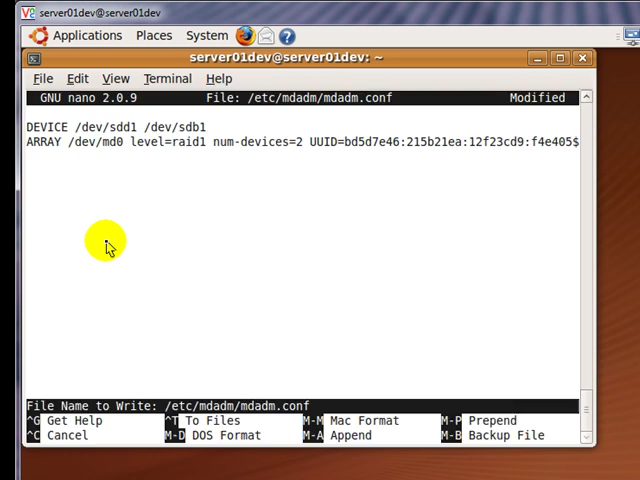 server01dev@server01dev
Applications Places System
server01dev@server01dev: ~
File Edit View Terminal Help
GNU nano 2.0.9 File: /etc/mdadm/mdadm.conf Modified
DEVICE /dev/sdd1 /dev/sdb1
ARRAY /dev/md0 level=raid1 num-devices=2 UUID=bd5d7e46:215b21ea:12f23cd9:f4e405$
File Name to Write: /etc/mdadm/mdadm.conf
^G Get Help ^T To Files M-M Mac Format M-P Prepend
^C Cancel M-D DOS Format M-A Append M-B Backup File